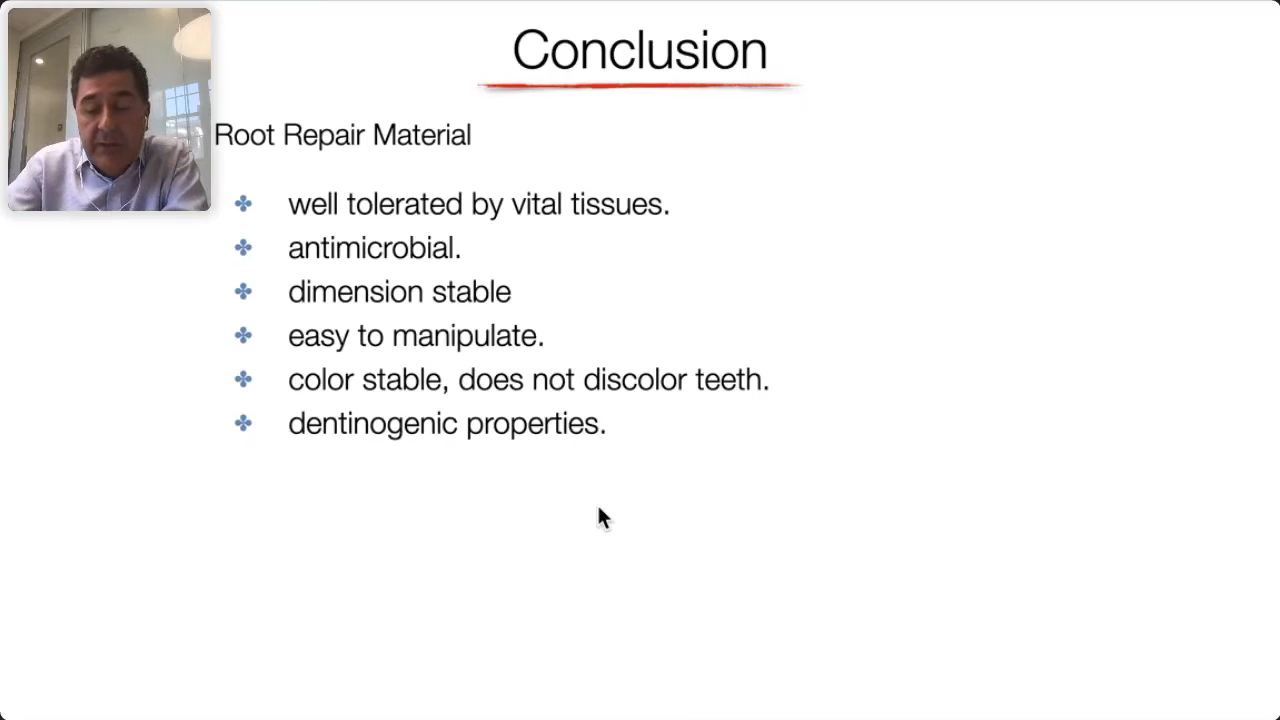 Conclusion
Root Repair Material
well tolerated by vital tissues.
antimicrobial.
dimension stable
easy to manipulate.
color stable, does not discolor teeth.
dentinogenic properties.